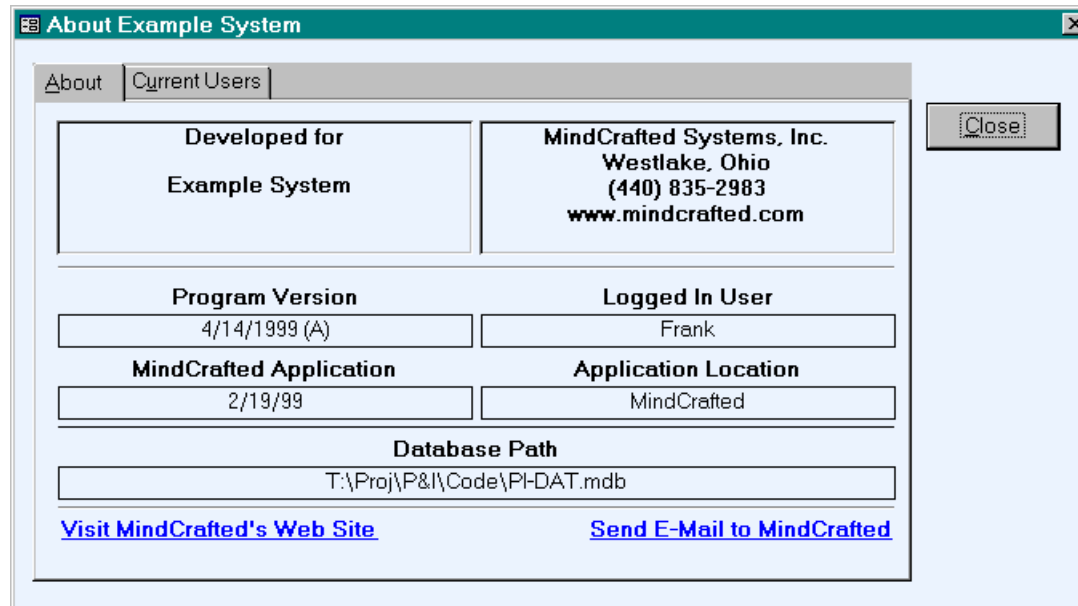 About Example System
About
Current Users
Close
Developed for
Example System
MindCrafted Systems, Inc.
Westlake, Ohio
(440) 835-2983
www.mindcrafted.com
Program Version
Logged In User
4/14/1999 (A)
Frank
MindCrafted Application
Application Location
2/19/99
MindCrafted
Database Path
T:\Proj\P&I\Code\PI-DAT.mdb
Visit MindCrafted's Web Site
Send E-Mail to MindCrafted